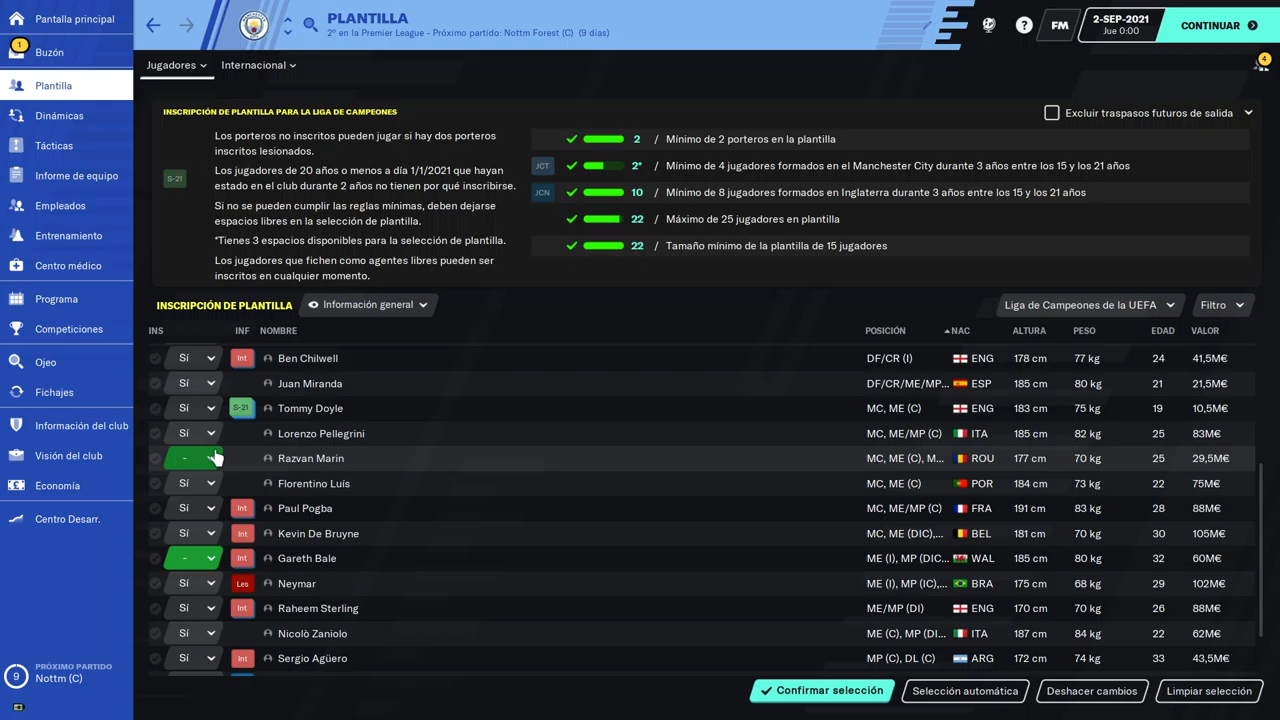 Pantalla principal
1
Buzón
Plantilla
Dinámicas
Tácticas
Informe de equipo
Empleados
Entrenamiento
Centro médico
Programa
Competiciones
Ojeo
Fichajes
Información del club
Visión del club
Economía
Centro Desarr.
9
PRÓXIMO PARTIDO
Nottm (C)
PLANTILLA
2º en la Premier League - Próximo partido: Nottm Forest (C) (9 días)
?
FM
2-SEP-2021
Jue 0:00
CONTINUAR
Jugadores
Internacional
4
INSCRIPCIÓN DE PLANTILLA PARA LA LIGA DE CAMPEONES
Excluir traspasos futuros de salida
S-21
Los porteros no inscritos pueden jugar si hay dos porteros
inscritos lesionados.
Los jugadores de 20 años o menos a día 1/1/2021 que hayan
estado en el club durante 2 años no tienen por qué inscribirse.
Si no se pueden cumplir las reglas mínimas, deben dejarse
espacios libres en la selección de plantilla.
*Tienes 3 espacios disponibles para la selección de plantilla.
Los jugadores que fichen como agentes libres pueden ser
inscritos en cualquier momento.
2 / Mínimo de 2 porteros en la plantilla
JCT 2* / Mínimo de 4 jugadores formados en el Manchester City durante 3 años entre los 15 y los 21 años
JCN 10 / Mínimo de 8 jugadores formados en Inglaterra durante 3 años entre los 15 y los 21 años
22 / Máximo de 25 jugadores en plantilla
22 / Tamaño mínimo de la plantilla de 15 jugadores
INSCRIPCIÓN DE PLANTILLA
Información general
Liga de Campeones de la UEFA
Filtro
INS INF NOMBRE POSICIÓN NAC ALTURA PESO EDAD VALOR
Sí Int Ben Chilwell DF/CR (I) ENG 178 cm 77 kg 24 41,5M€
Sí Juan Miranda DF/CR/ME/MP... ESP 185 cm 80 kg 21 21,5M€
Sí S-21 Tommy Doyle MC, ME (C) ENG 183 cm 75 kg 19 10,5M€
Sí Lorenzo Pellegrini MC, ME/MP (C) ITA 185 cm 82 kg 25 83M€
- Razvan Marin MC, ME (C), M... ROU 177 cm 70 kg 25 29,5M€
Sí Florentino Luís MC, ME (C) POR 184 cm 73 kg 22 75M€
Sí Int Paul Pogba MC, ME/MP (C) FRA 191 cm 83 kg 28 88M€
Sí Int Kevin De Bruyne MC, ME (DIC),... BEL 181 cm 70 kg 30 105M€
- Int Gareth Bale ME (I), MP (DIC... WAL 185 cm 80 kg 32 60M€
Sí Les Neymar ME (I), MP (IC),... BRA 175 cm 68 kg 29 102M€
Sí Int Raheem Sterling ME/MP (DI) ENG 170 cm 70 kg 26 88M€
Sí Nicolò Zaniolo ME (C), MP (DI... ITA 187 cm 84 kg 22 62M€
Sí Int Sergio Agüero MP (C), DL (C) ARG 172 cm 74 kg 33 43,5M€
Confirmar selección
Selección automática
Deshacer cambios
Limpiar selección